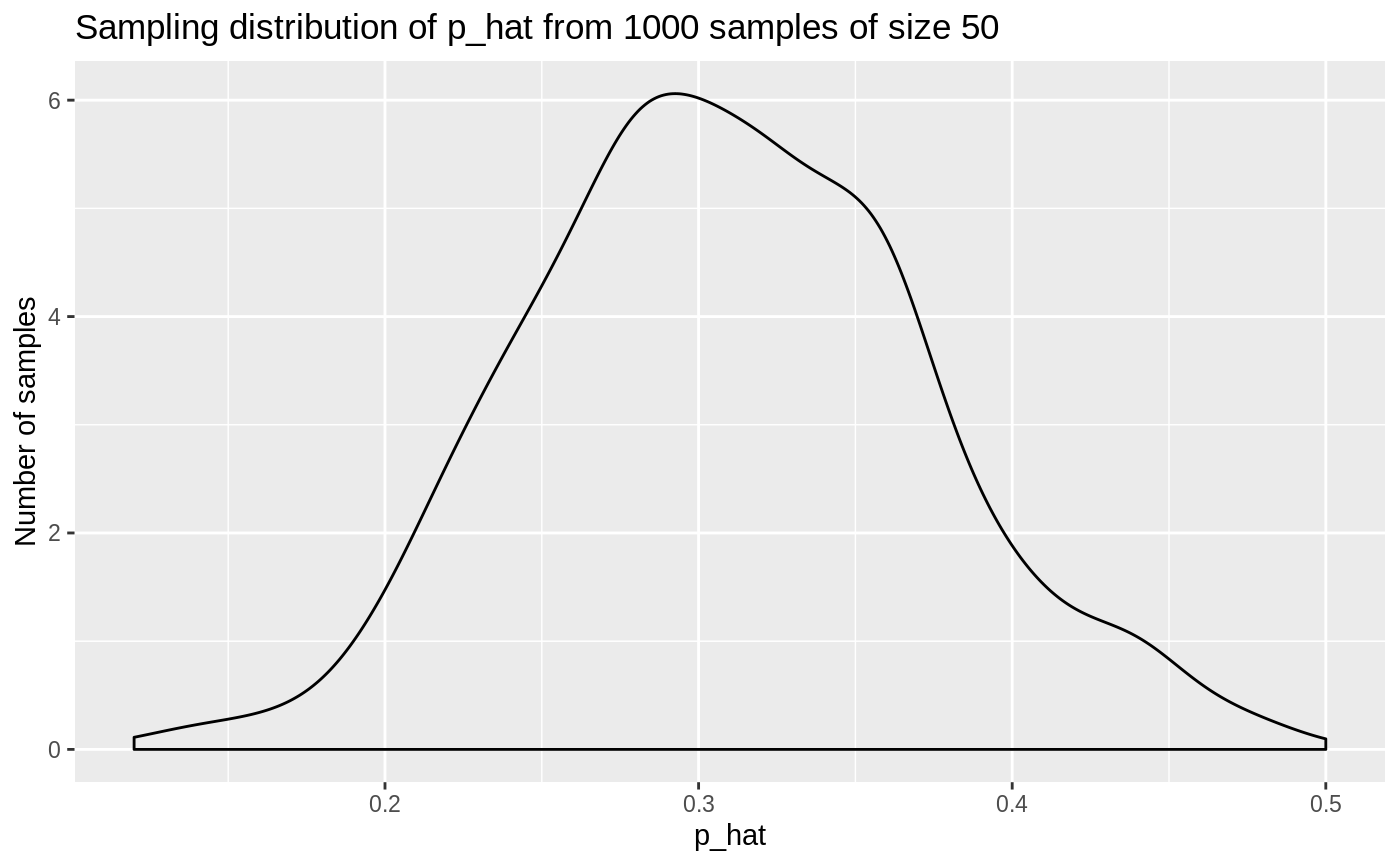 Sampling distribution of p_hat from 1000 samples of size 50
Number of samples
6
4
2
0
0.2 0.3 0.4 0.5
p_hat